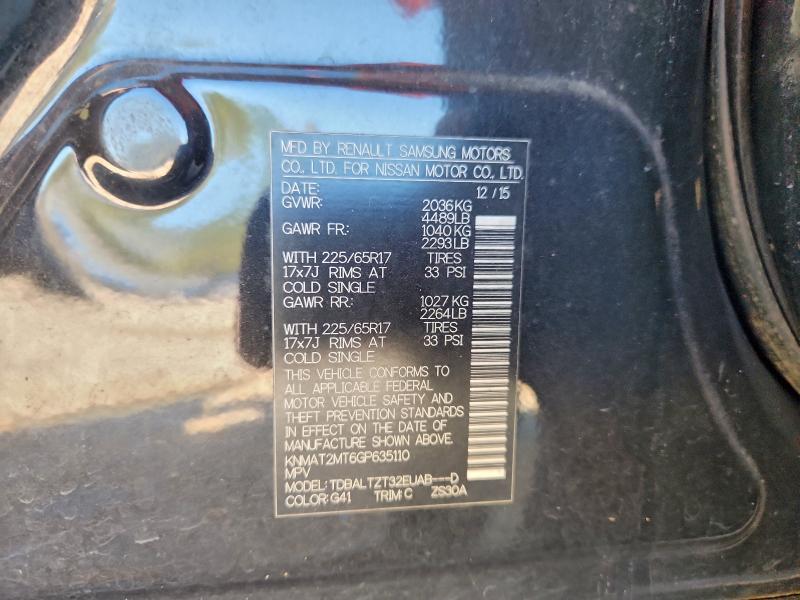 MFD BY RENAULT SAMSUNG MOTORS
CO., LTD. FOR NISSAN MOTOR CO., LTD.
DATE: 12/15
GVWR: 2036KG
4489LB
GAWR FR: 1040KG
2293LB
WITH 225/65R17 TIRES
17x7J RIMS AT 33 PSI
COLD SINGLE
GAWR RR: 1027KG
2264LB
WITH 225/65R17 TIRES
17x7J RIMS AT 33 PSI
COLD SINGLE
THIS VEHICLE CONFORMS TO
ALL APPLICABLE FEDERAL
MOTOR VEHICLE SAFETY AND
THEFT PREVENTION STANDARDS
IN EFFECT ON THE DATE OF
MANUFACTURE SHOWN ABOVE.
KNMAT2MT6GP635110
MPV
MODEL: TDBALTZT32EUAB---D
COLOR: G41 TRIM: C ZS30A